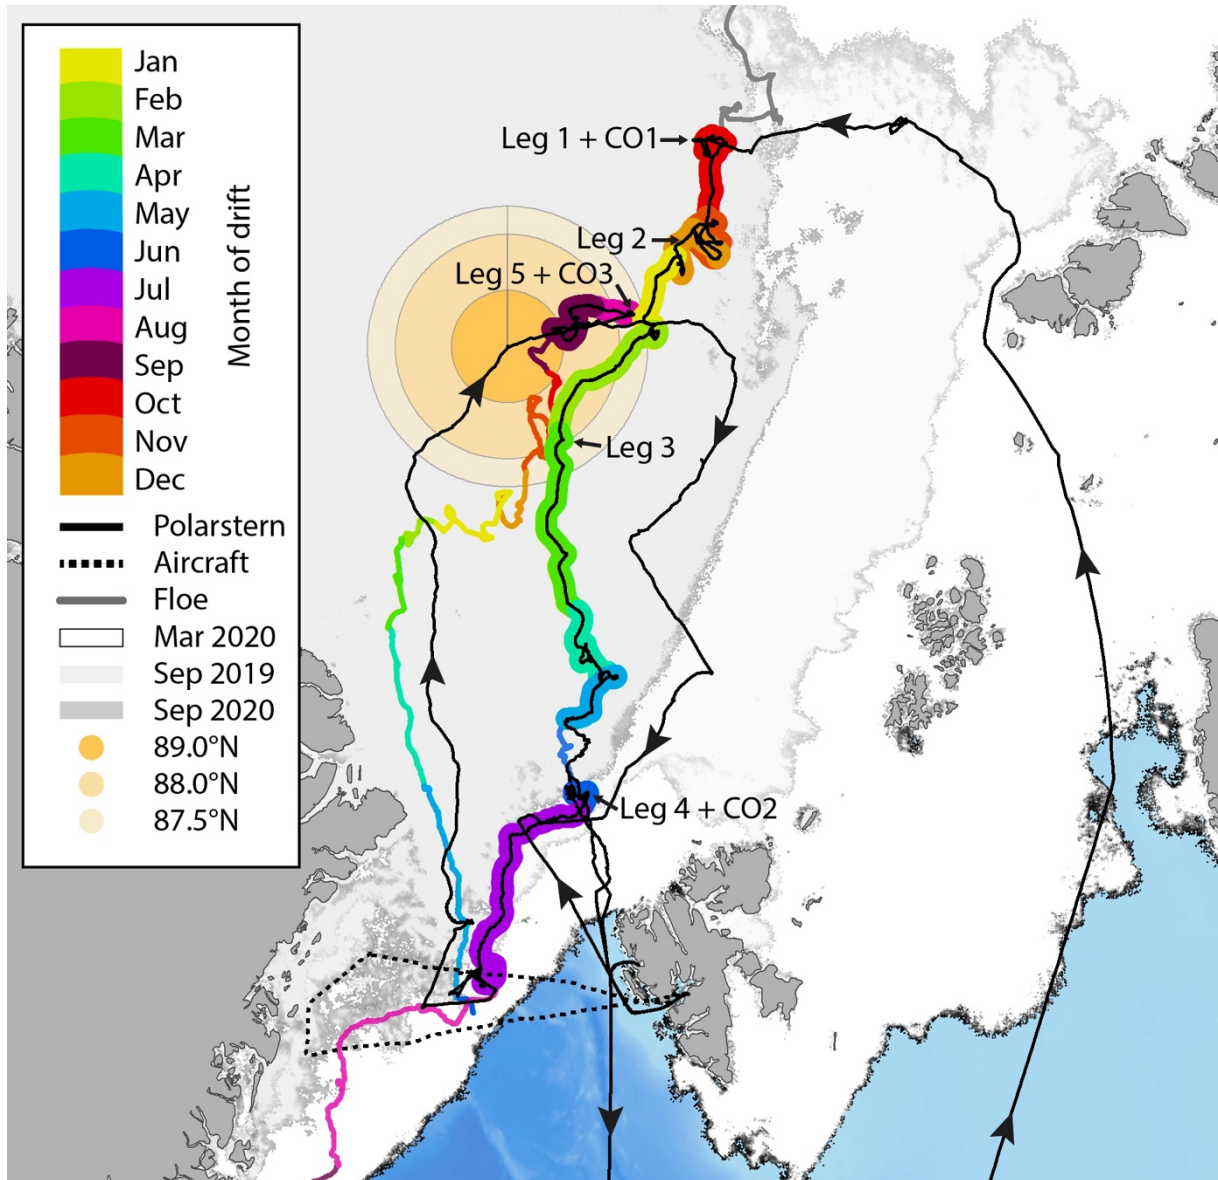 Jan
Feb
Mar
Apr
May
Jun
Jul
Aug
Sep
Oct
Nov
Dec
Month of drift
Polarstern
Aircraft
Floe
Mar 2020
Sep 2019
Sep 2020
89.0°N
88.0°N
87.5°N
Leg 1 + CO1
Leg 2
Leg 5 + CO3
Leg 3
Leg 4 + CO2